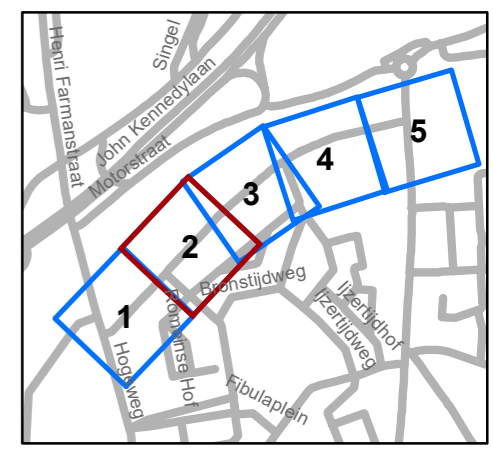 Singel
Henri Farmanstraat
John Kennedylaan
Motorstraat
5
4
3
2
1
Bronstijdweg
Ijzertijdhof
Ijzertijdweg
Romeinse Hof
Hogeweg
Fibulaplein